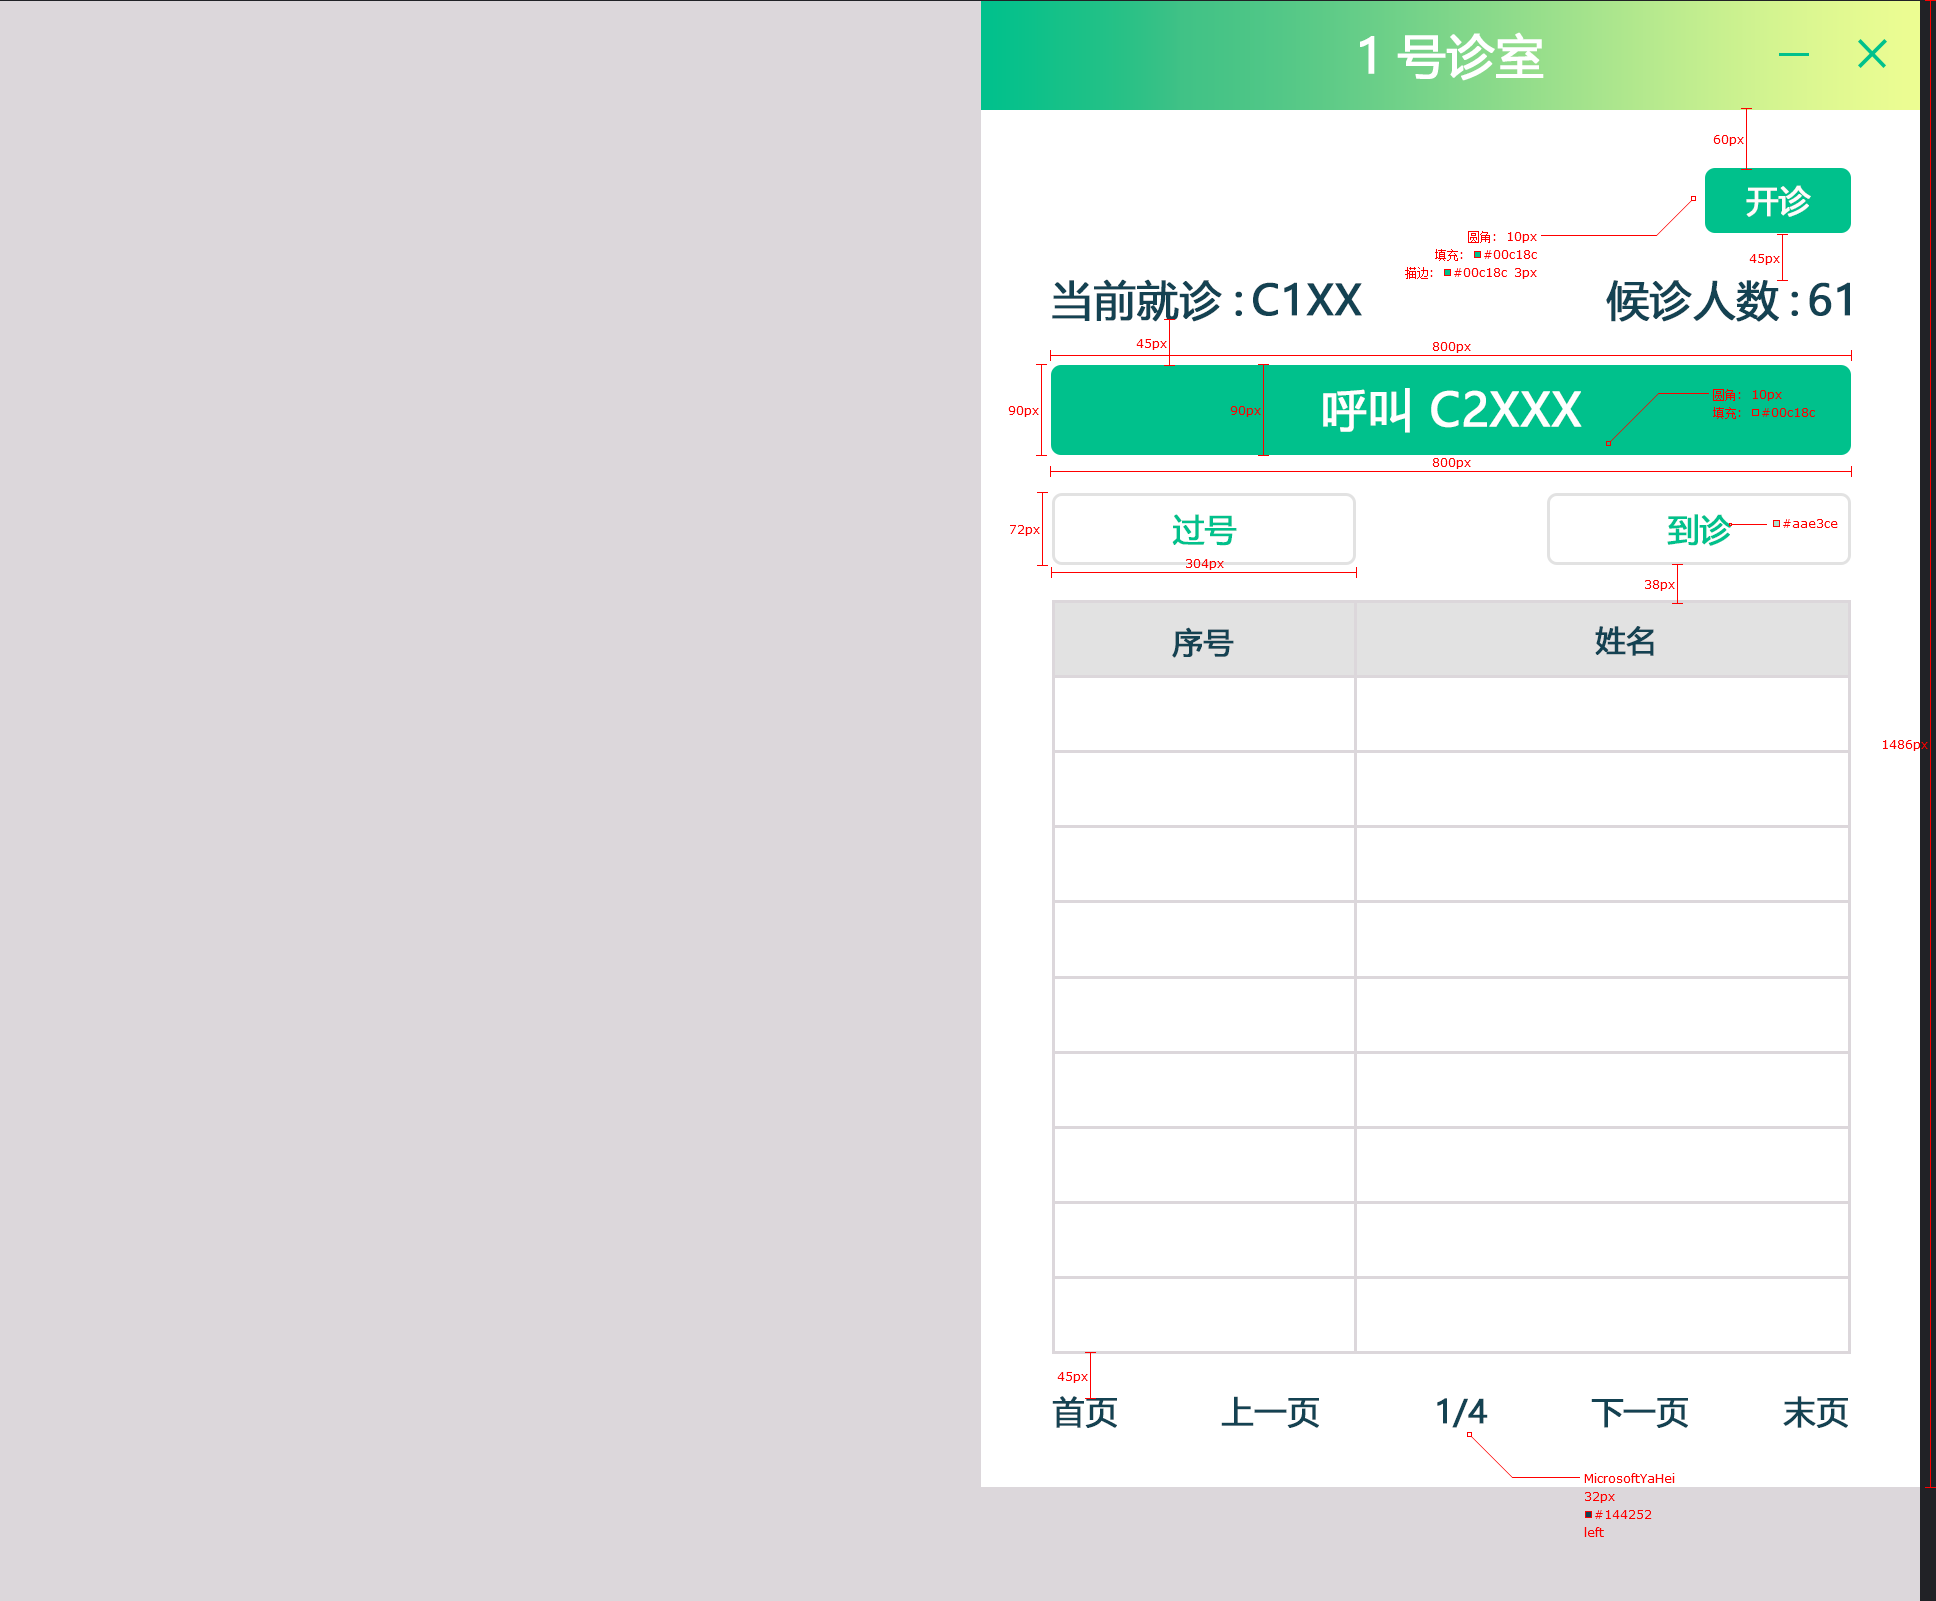 1 号诊室
60px
开诊
圆角: 10px
填充: #00c18c
描边: #00c18c 3px
45px
当前就诊:C1XX
候诊人数:61
45px
800px
90px
90px
呼叫 C2XXX
圆角: 10px
填充: #00c18c
800px
72px
过号
到诊
#aae3ce
304px
38px
序号
姓名
1486px
45px
首页
上一页
1/4
下一页
末页
MicrosoftYaHei
32px
#144252
left